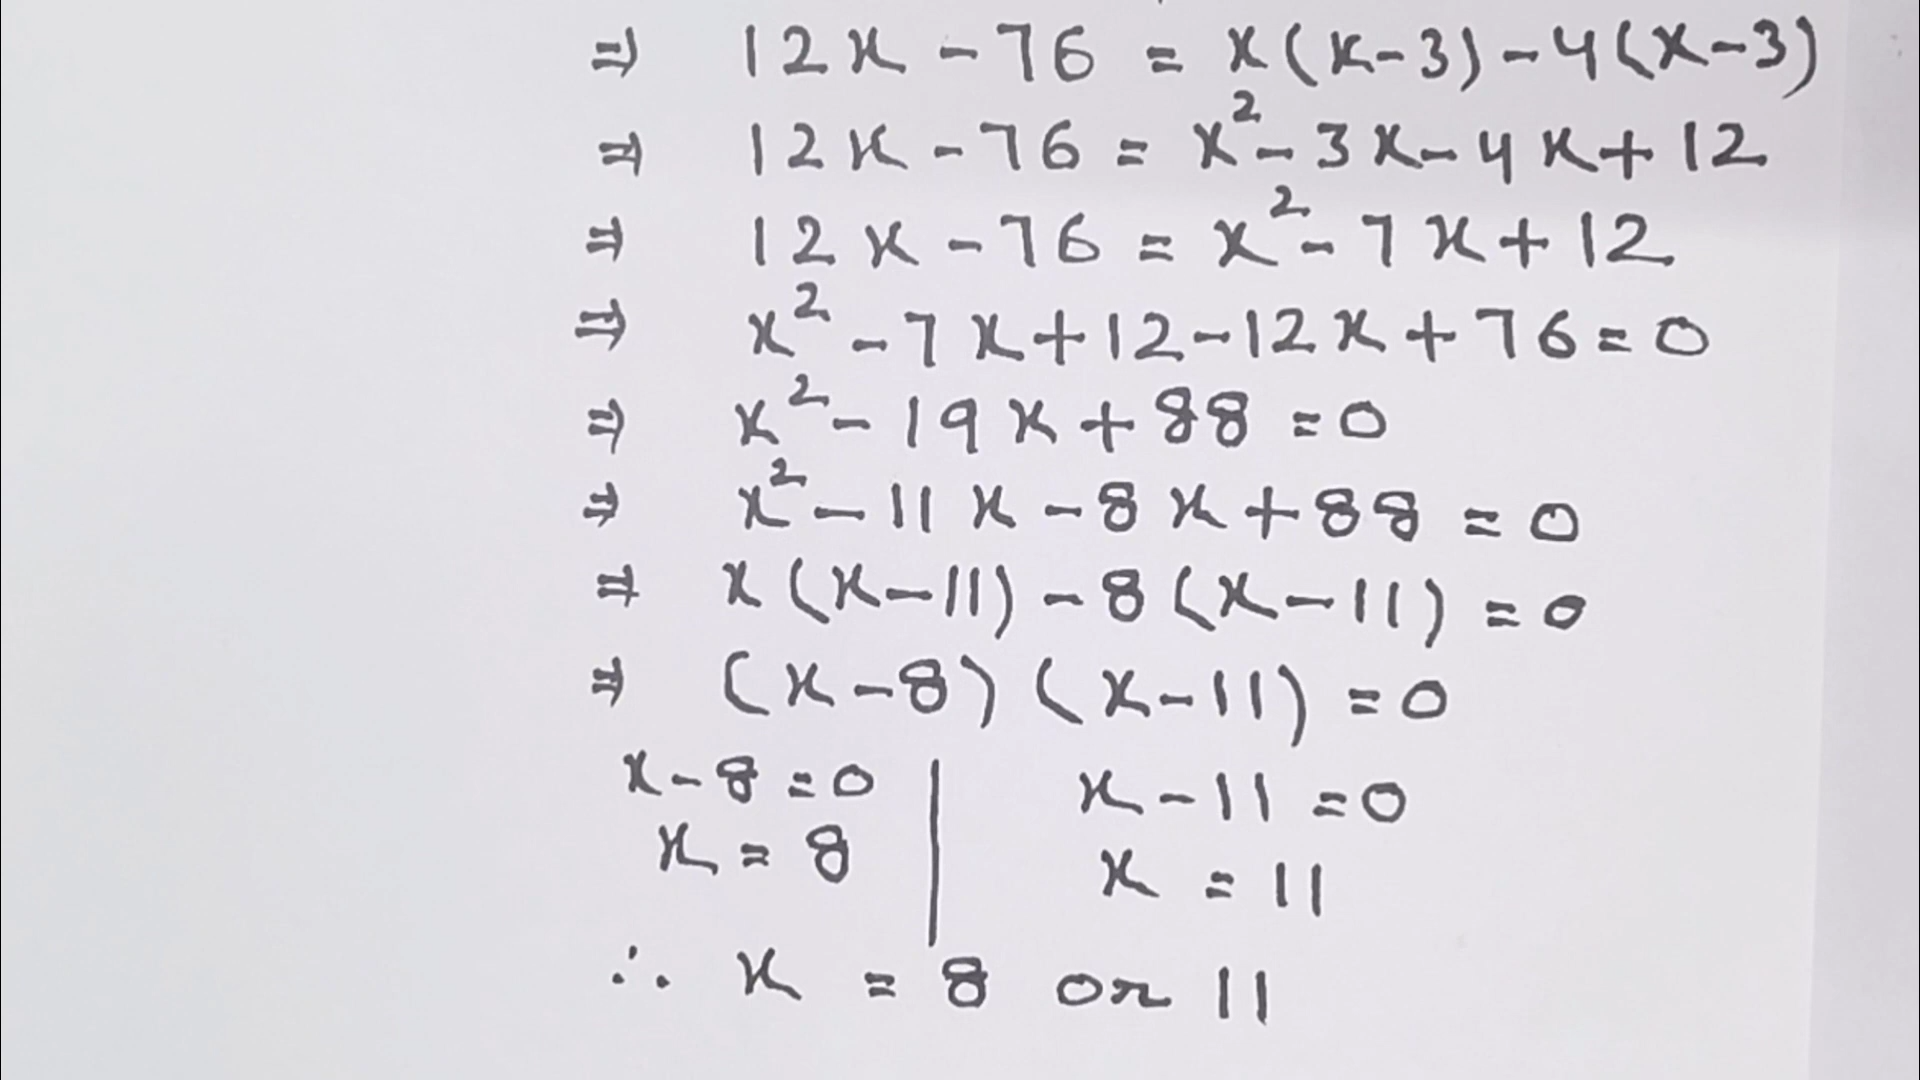 ⇒ 12x - 76 = x(x-3) - 4(x-3)
⇒ 12x - 76 = x² - 3x - 4x + 12
⇒ 12x - 76 = x² - 7x + 12
⇒ x² - 7x + 12 - 12x + 76 = 0
⇒ x² - 19x + 88 = 0
⇒ x² - 11x - 8x + 88 = 0
⇒ x(x-11) - 8(x-11) = 0
⇒ (x-8)(x-11) = 0
x - 8 = 0 | x - 11 = 0
x = 8 | x = 11
∴ x = 8 or 11